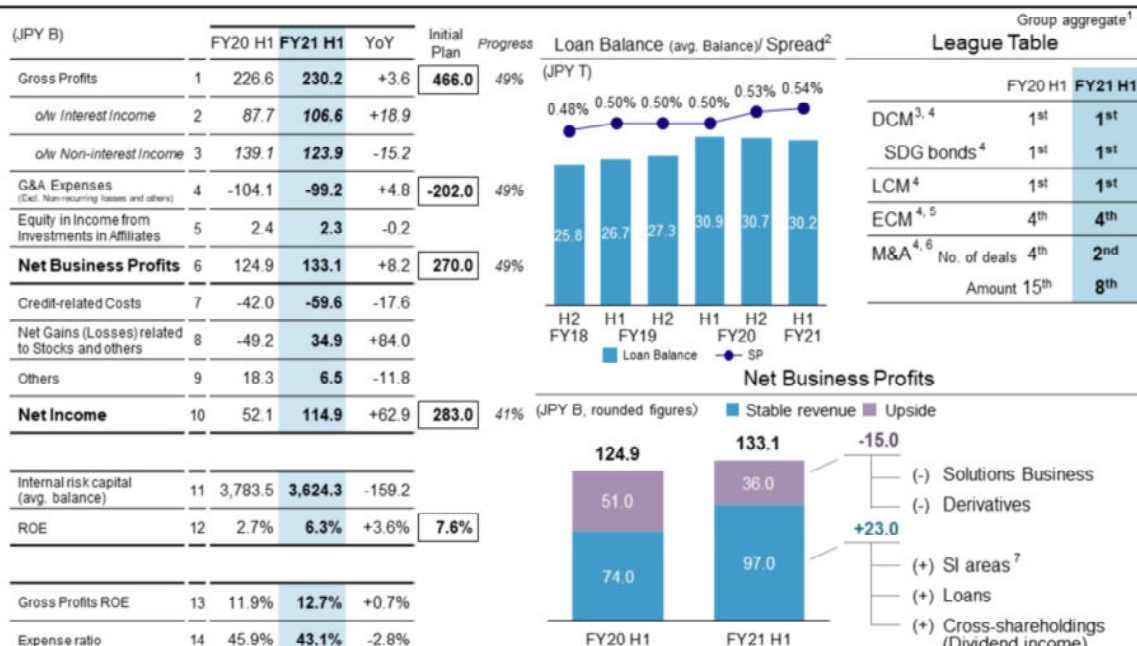 (JPY B) FY20 H1 FY21 H1 YoY Initial Plan Progress
Gross Profits 1 226.6 230.2 +3.6 466.0 49%
o/w Interest Income 2 87.7 106.6 +18.9
o/w Non-interest Income 3 139.1 123.9 -15.2
G&A Expenses
(Excl. Non-recurring losses and others) 4 -104.1 -99.2 +4.8 -202.0 49%
Equity in Income from
Investments in Affiliates 5 2.4 2.3 -0.2
Net Business Profits 6 124.9 133.1 +8.2 270.0 49%
Credit-related Costs 7 -42.0 -59.6 -17.6
Net Gains (Losses) related
to Stocks and others 8 -49.2 34.9 +84.0
Others 9 18.3 6.5 -11.8
Net Income 10 52.1 114.9 +62.9 283.0 41%
Internal risk capital
(avg. balance) 11 3,783.5 3,624.3 -159.2
ROE 12 2.7% 6.3% +3.6% 7.6%
Gross Profits ROE 13 11.9% 12.7% +0.7%
Expense ratio 14 45.9% 43.1% -2.8%
Loan Balance (avg. Balance)/ Spread2
(JPY T)
0.48% 0.50% 0.50% 0.50% 0.53% 0.54%
25.8 26.7 27.3 30.9 30.7 30.2
H2 H1 H2 H1 H2 H1
FY18 FY19 FY20 FY21
Loan Balance SP
Group aggregate1
League Table
FY20 H1 FY21 H1
DCM3, 4 1st 1st
SDG bonds4 1st 1st
LCM4 1st 1st
ECM4, 5 4th 4th
M&A4, 6 No. of deals 4th 2nd
Amount 15th 8th
Net Business Profits
(JPY B, rounded figures) Stable revenue Upside
124.9 133.1
51.0 36.0
74.0 97.0
FY20 H1 FY21 H1
-15.0
(-) Solutions Business
(-) Derivatives
+23.0
(+) SI areas7
(+) Loans
(+) Cross-shareholdings
(Dividend income)